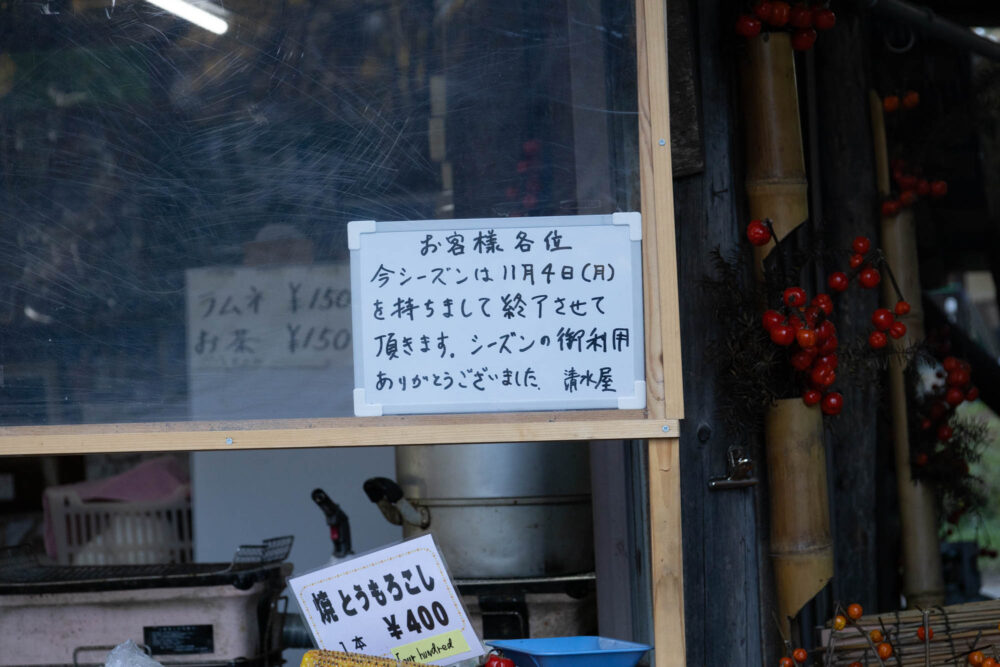 お客様各位
今シーズンは11月4日(月)
を持ちまして終了させて
頂きます。シーズンの御利用
ありがとうございました。清水屋
ラムネ ¥150
お茶 ¥150
焼とうもろこし
1本 ¥400
Four hundred